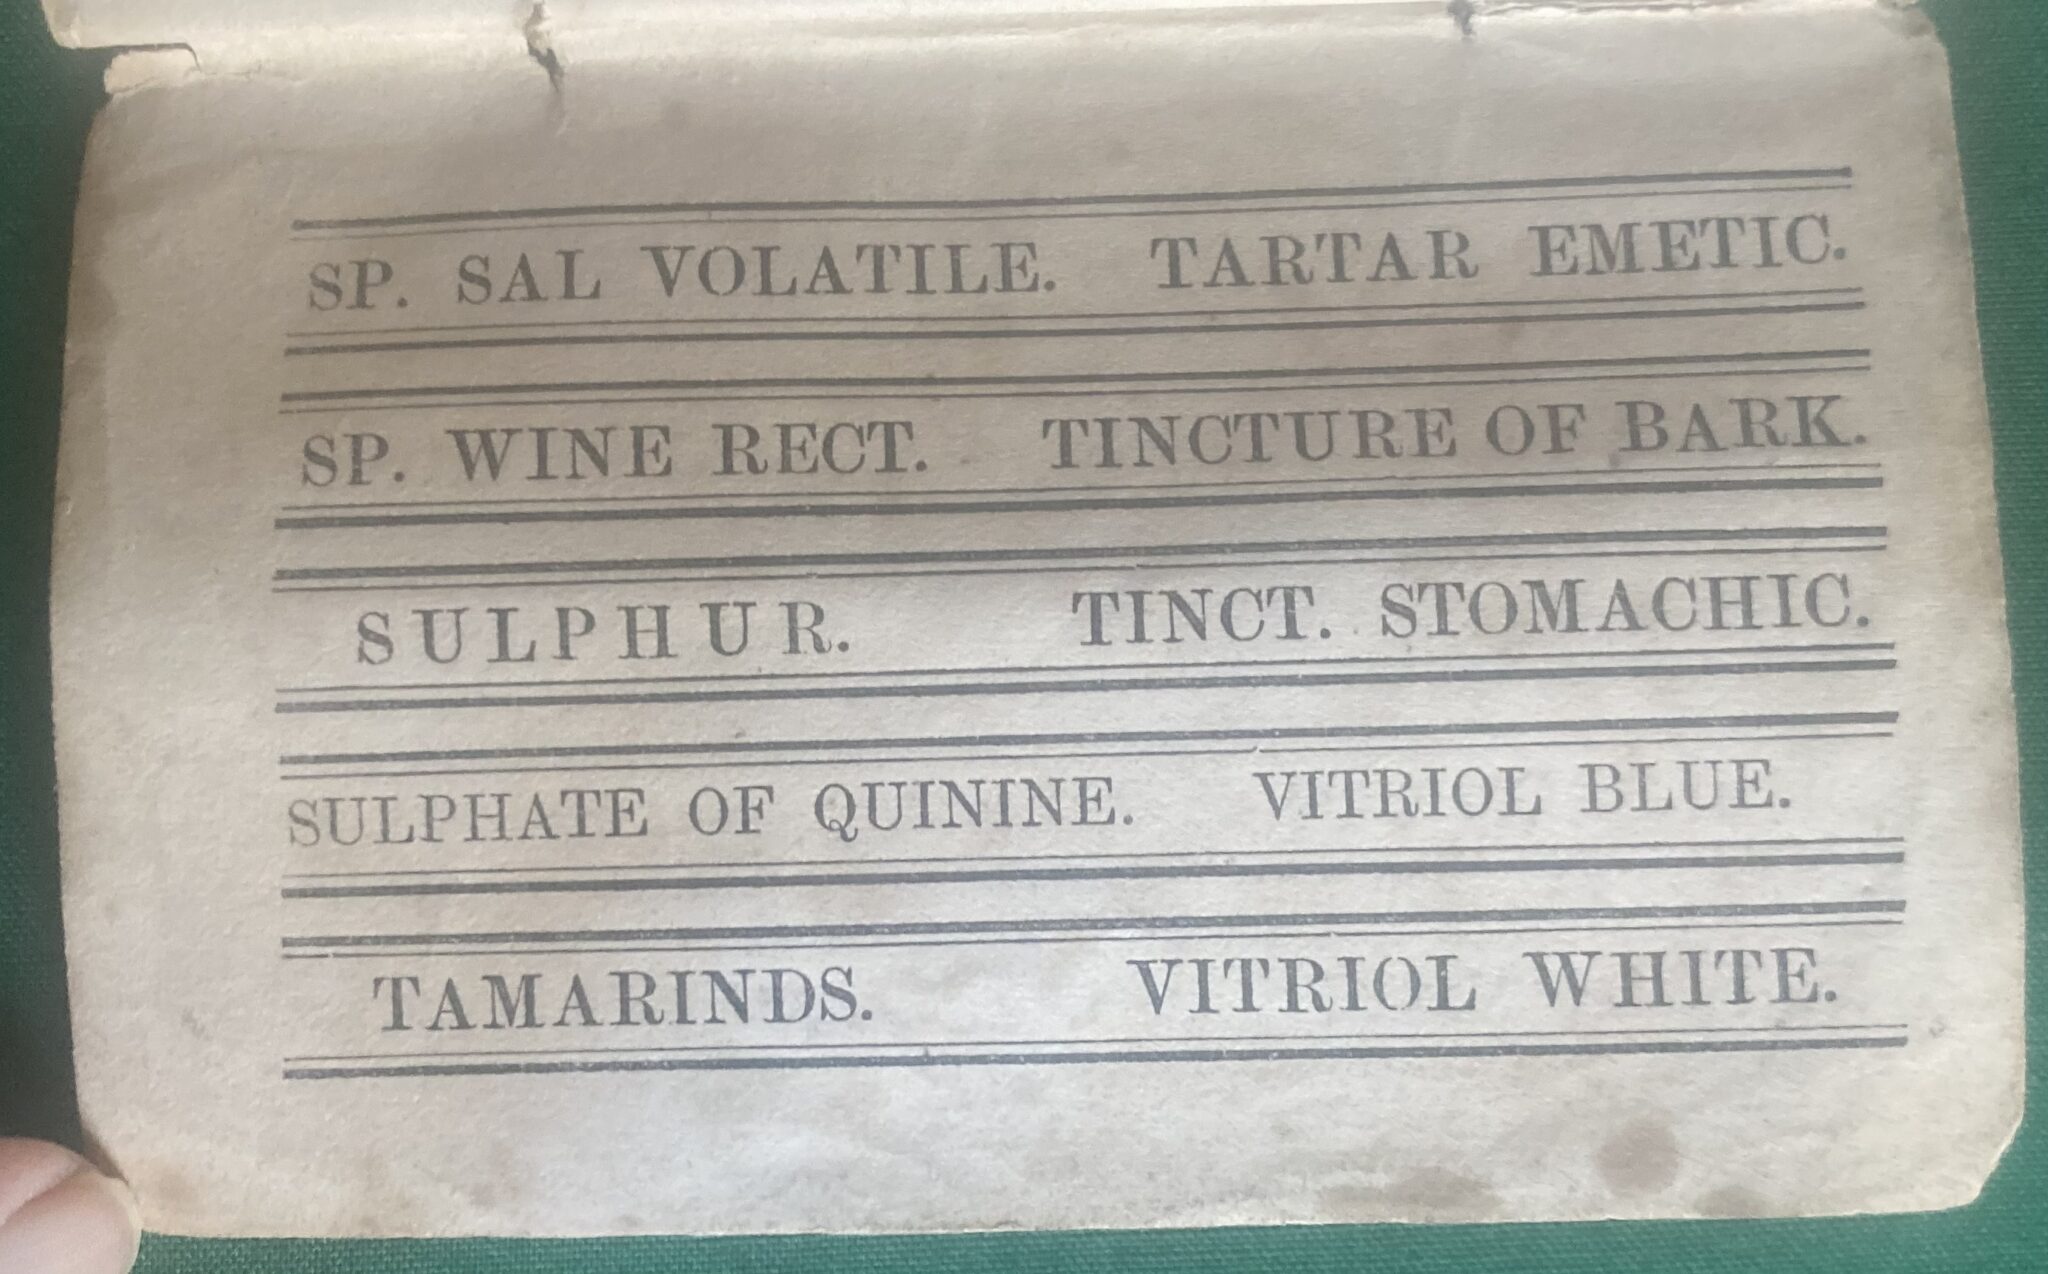 SP. SAL VOLATILE. TARTAR EMETIC.
SP. WINE RECT. TINCTURE OF BARK.
SULPHUR. TINCT. STOMACHIC.
SULPHATE OF QUININE. VITRIOL BLUE.
TAMARINDS. VITRIOL WHITE.